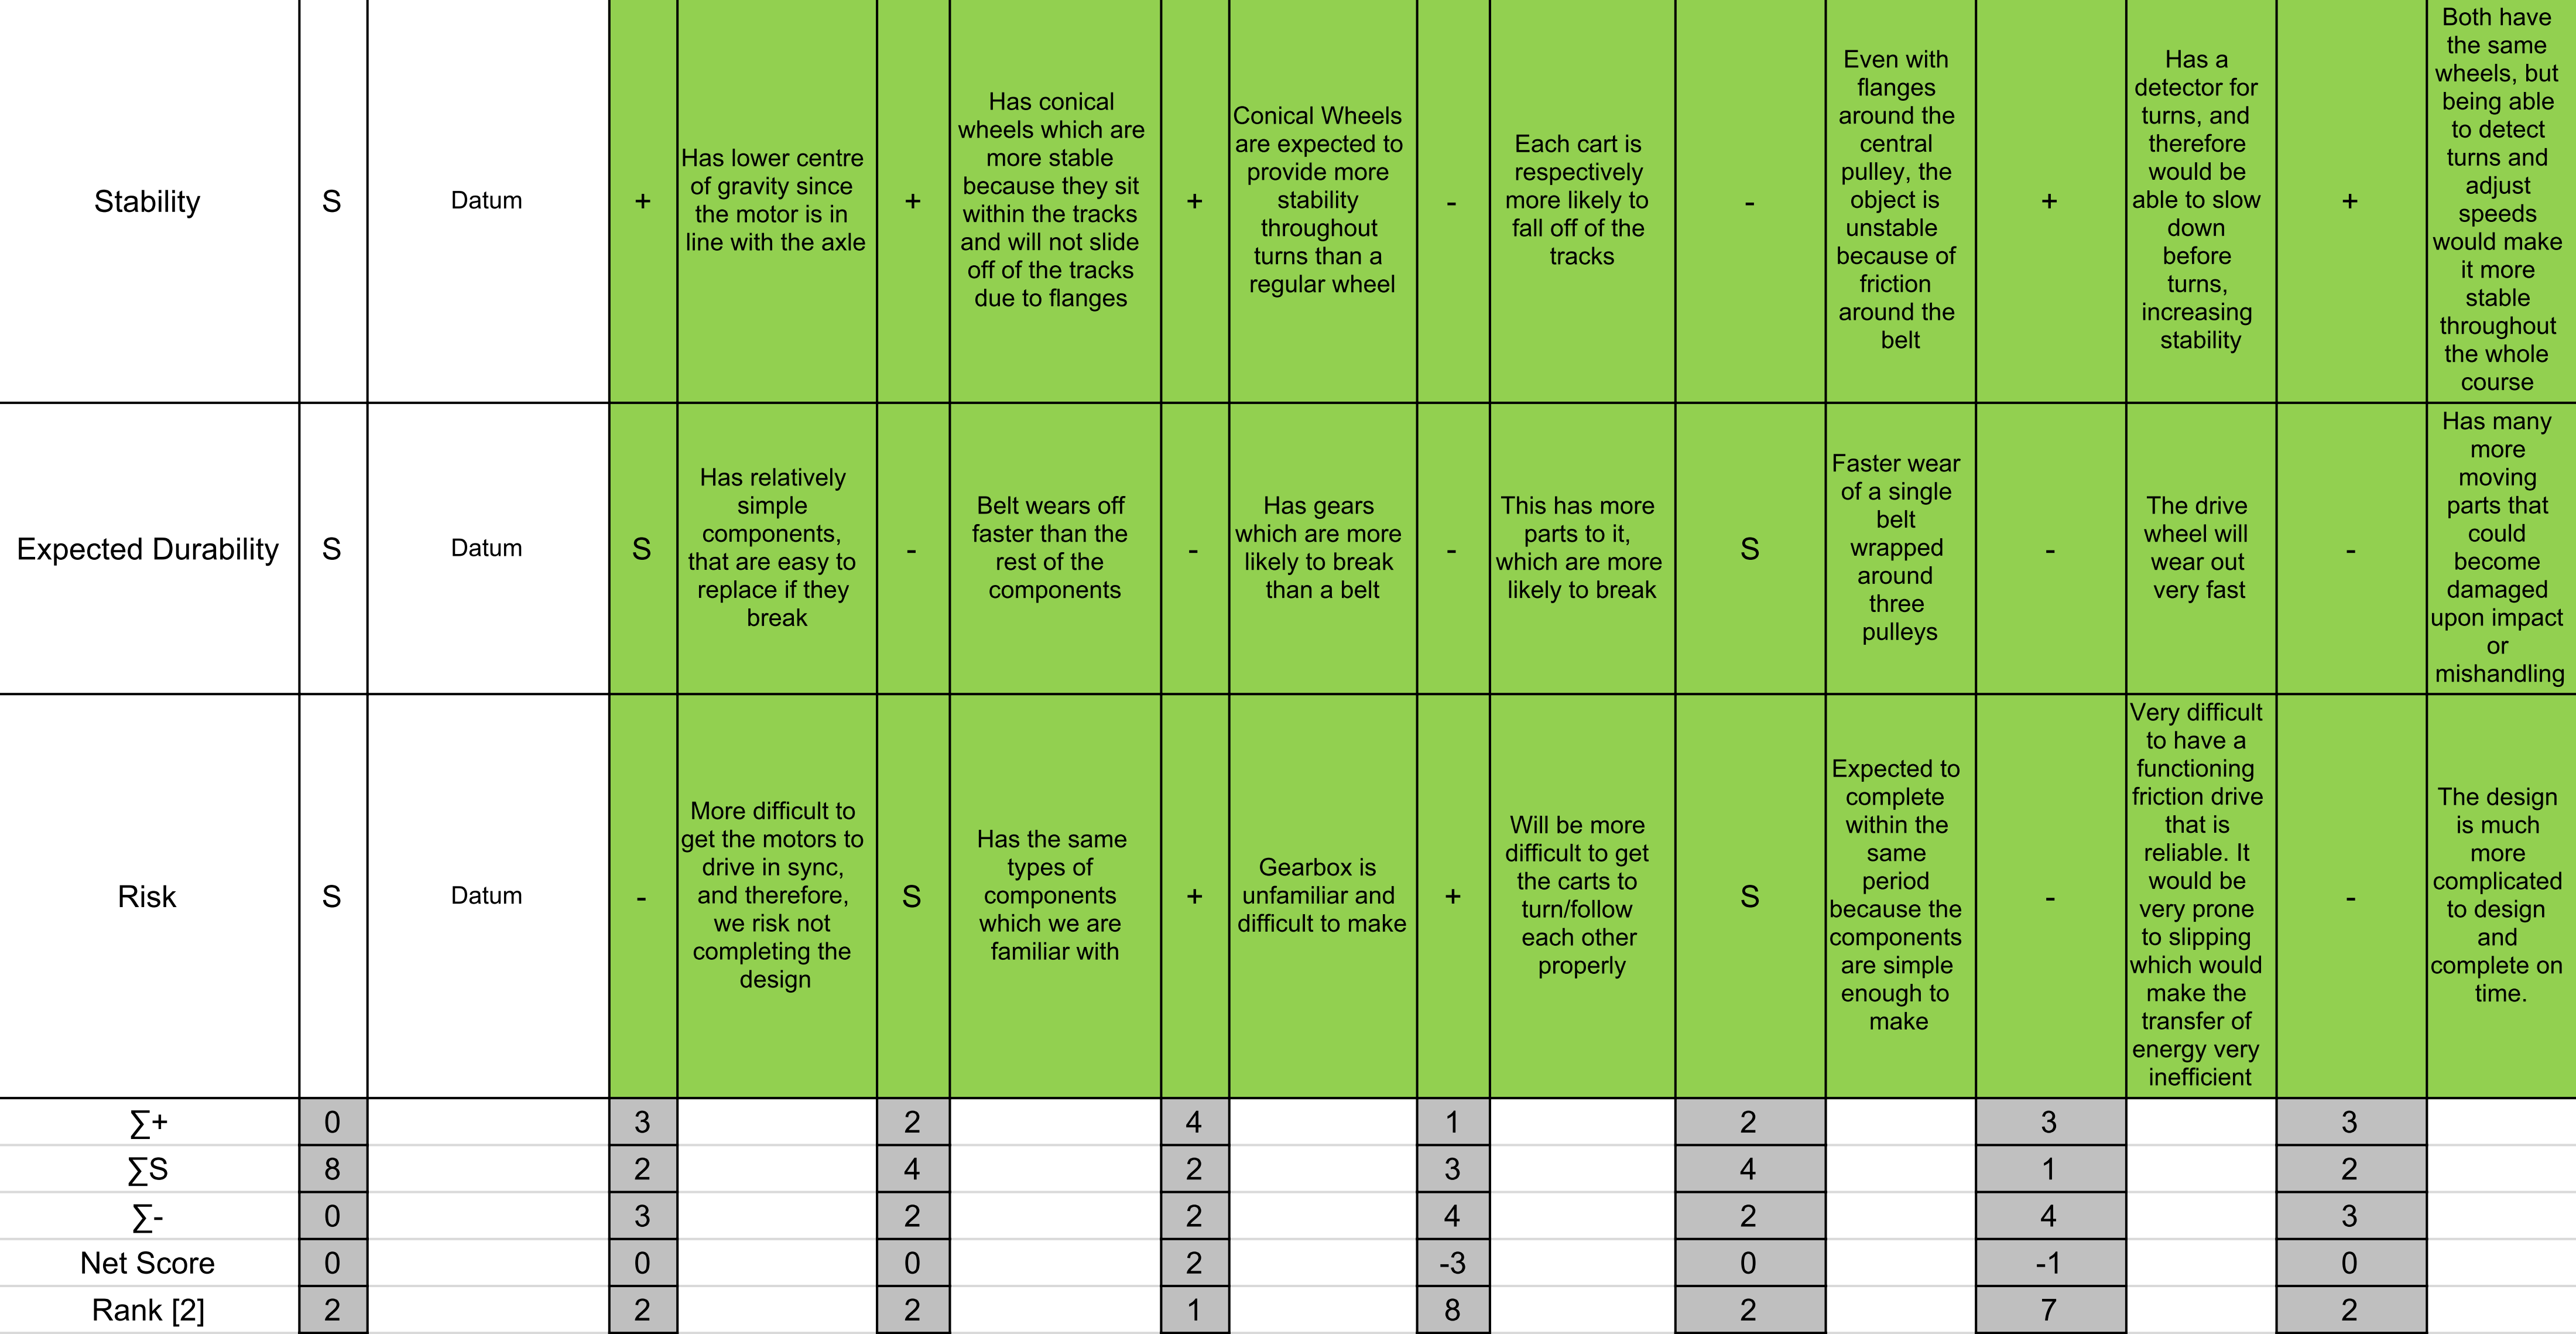 Stability
S
Datum
+
Has lower centre
of gravity since
the motor is in
line with the axle
+
Has conical
wheels which are
more stable
because they sit
within the tracks
and will not slide
off of the tracks
due to flanges
+
Conical Wheels
are expected to
provide more
stability
throughout
turns than a
regular wheel
-
Each cart is
respectively
more likely to
fall off of the
tracks
-
Even with
flanges
around the
central
pulley, the
object is
unstable
because of
friction
around the
belt
+
Has a
detector for
turns, and
therefore
would be
able to slow
down
before
turns,
increasing
stability
+
Both have
the same
wheels, but
being able
to detect
turns and
adjust
speeds
would make
it more
stable
throughout
the whole
course
Expected Durability
S
Datum
S
Has relatively
simple
components,
that are easy to
replace if they
break
-
Belt wears off
faster than the
rest of the
components
-
Has gears
which are more
likely to break
than a belt
-
This has more
parts to it,
which are more
likely to break
S
Faster wear
of a single
belt
wrapped
around
three
pulleys
-
The drive
wheel will
wear out
very fast
-
Has many
more
moving
parts that
could
become
damaged
upon impact
or
mishandling
Risk
S
Datum
-
More difficult to
get the motors to
drive in sync,
and therefore,
we risk not
completing the
design
S
Has the same
types of
components
which we are
familiar with
+
Gearbox is
unfamiliar and
difficult to make
+
Will be more
difficult to get
the carts to
turn/follow
each other
properly
S
Expected to
complete
within the
same
period
because the
components
are simple
enough to
make
-
Very difficult
to have a
functioning
friction drive
that is
reliable. It
would be
very prone
to slipping
which would
make the
transfer of
energy very
inefficient
-
The design
is much
more
complicated
to design
and
complete on
time.
∑+ 0 3 2 4 1 2 3 3
∑S 8 2 4 2 3 4 1 2
∑- 0 3 2 2 4 2 4 3
Net Score 0 0 0 2 -3 0 -1 0
Rank [2] 2 2 2 1 8 2 7 2